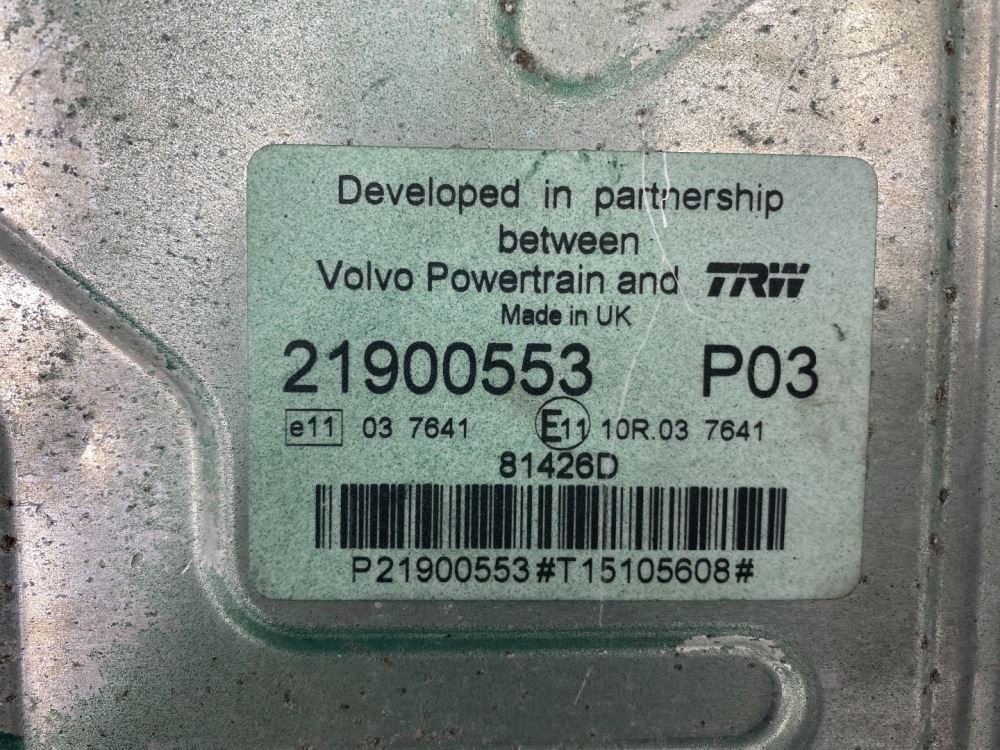 Developed in partnership
between
Volvo Powertrain and TRW
Made in UK
21900553 P03
e11 03 7641 E11 10R.03 7641
81426D
P21900553#T15105608#